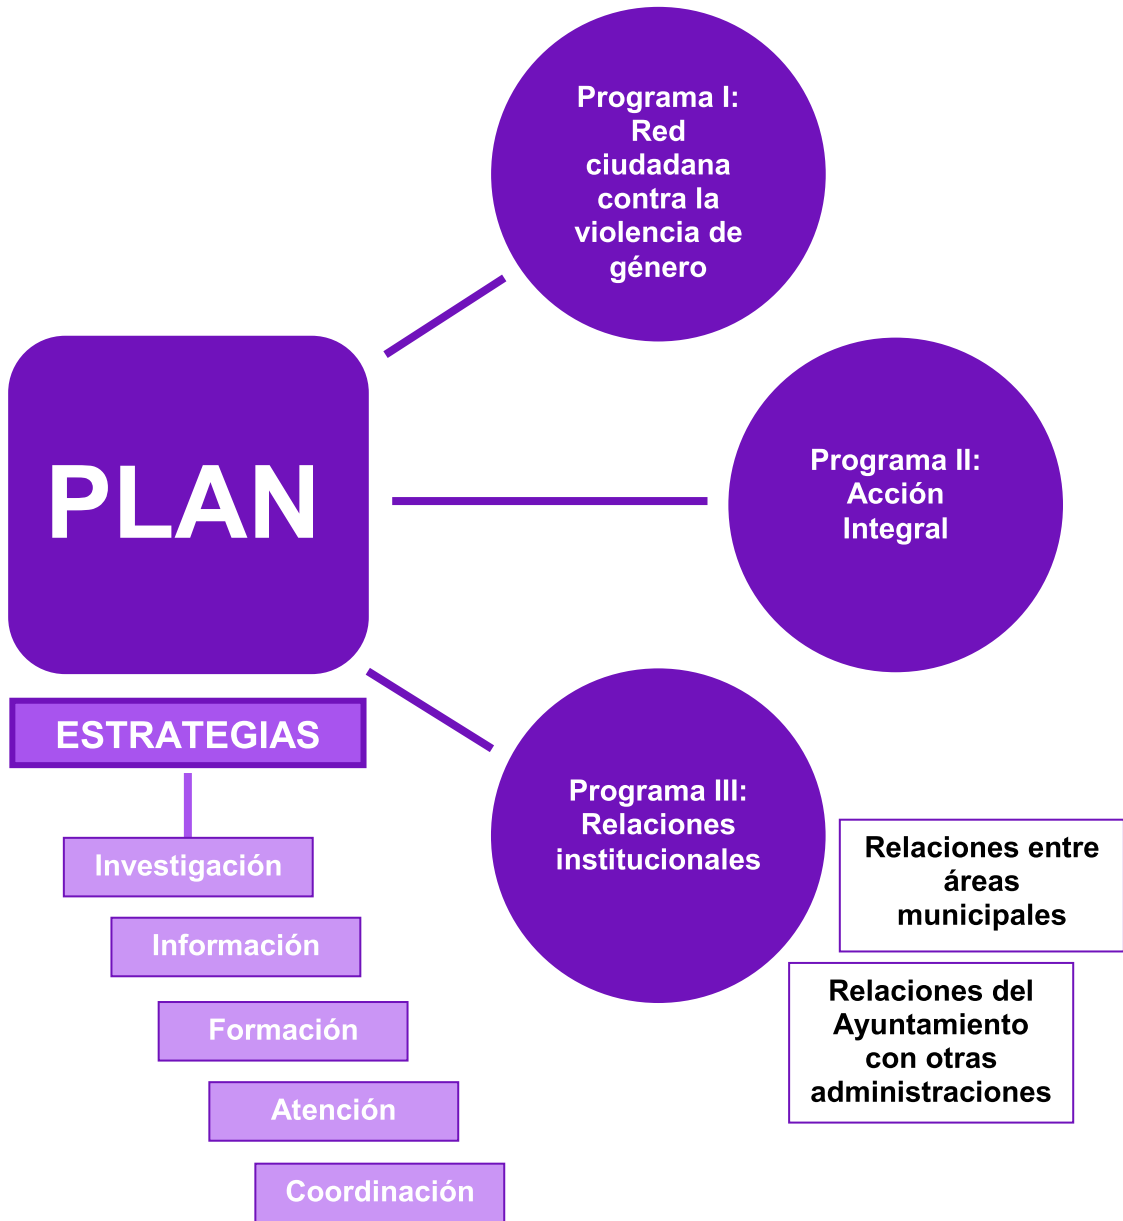 Programa I:
Red
ciudadana
contra la
violencia de
género
PLAN
Programa II:
Acción
Integral
ESTRATEGIAS
Investigación
Información
Formación
Atención
Coordinación
Programa III:
Relaciones
institucionales
Relaciones entre
áreas
municipales
Relaciones del
Ayuntamiento
con otras
administraciones